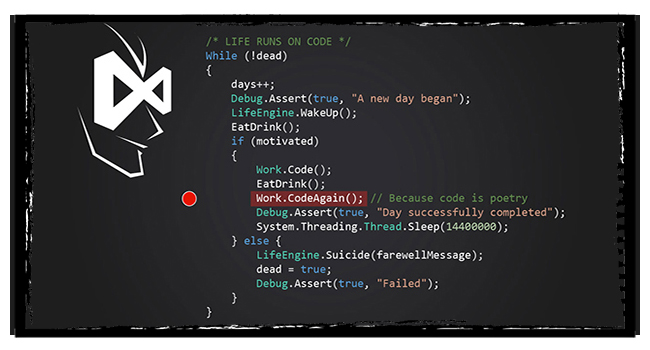 /* LIFE RUNS ON CODE */
While (!dead)
{
days++;
Debug.Assert(true, "A new day began");
LifeEngine.WakeUp();
EatDrink();
if (motivated)
{
Work.Code();
EatDrink();
Work.CodeAgain(); // Because code is poetry
Debug.Assert(true, "Day successfully completed");
System.Threading.Thread.Sleep(14400000);
} else {
LifeEngine.Suicide(farewellMessage);
dead = true;
Debug.Assert(true, "Failed");
}
}